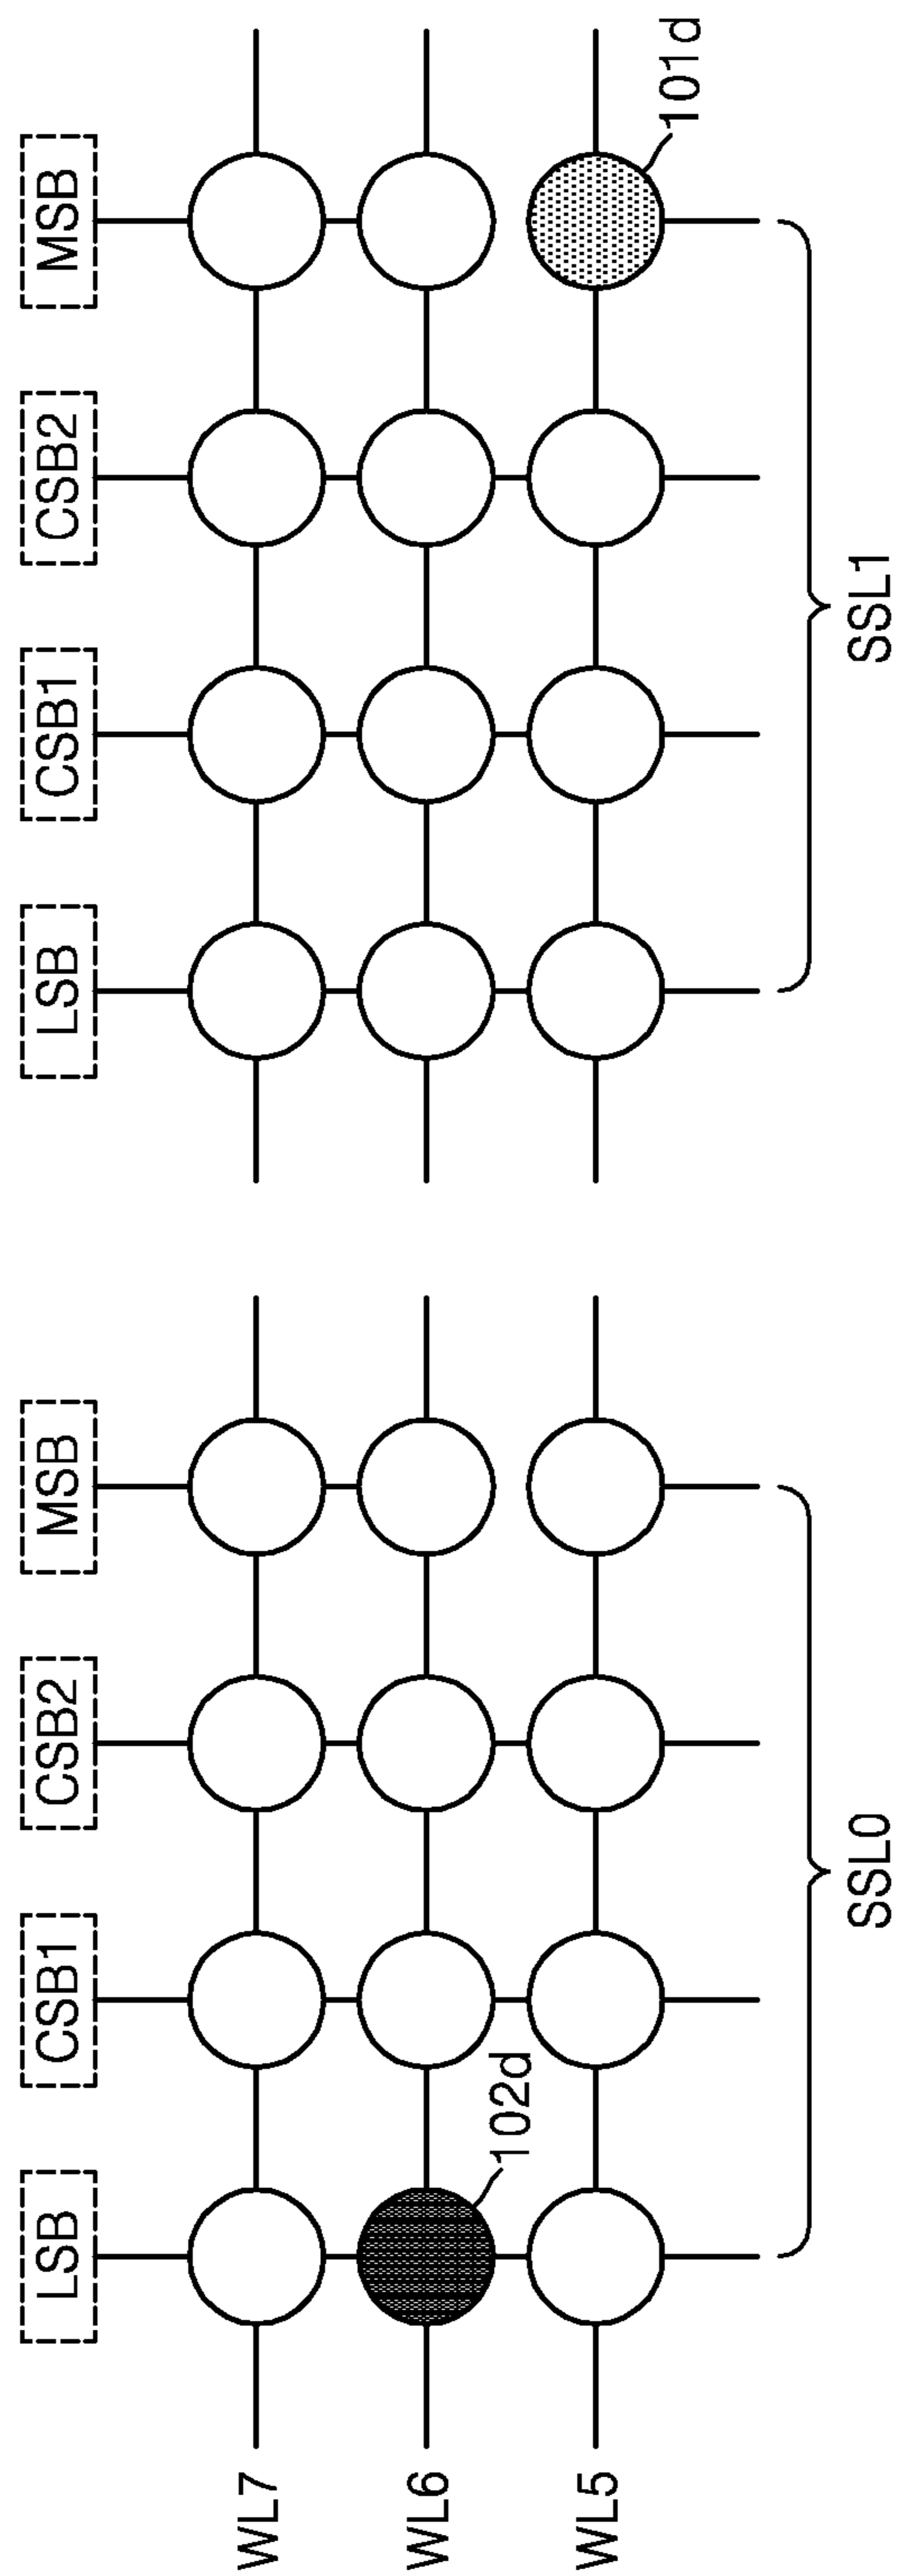 LSB CSB1 CSB2 MSB LSB CSB1 CSB2 MSB
WL7
WL6
102d
WL5
101d
SSL0 SSL1